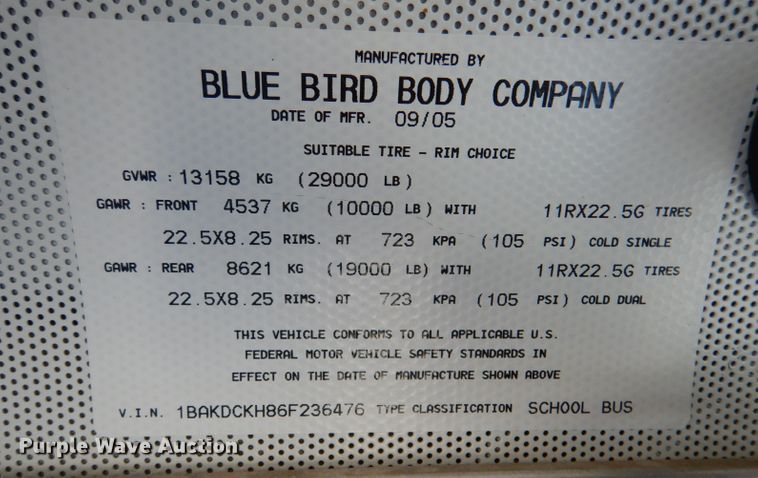 MANUFACTURED BY
BLUE BIRD BODY COMPANY
DATE OF MFR. 09/05
SUITABLE TIRE - RIM CHOICE
GVWR : 13158 KG (29000 LB)
GAWR : FRONT 4537 KG (10000 LB) WITH 11RX22.5G TIRES
22.5X8.25 RIMS. AT 723 KPA (105 PSI) COLD SINGLE
GAWR : REAR 8621 KG (19000 LB) WITH 11RX22.5G TIRES
22.5X8.25 RIMS. AT 723 KPA (105 PSI) COLD DUAL
THIS VEHICLE CONFORMS TO ALL APPLICABLE U.S.
FEDERAL MOTOR VEHICLE SAFETY STANDARDS IN
EFFECT ON THE DATE OF MANUFACTURE SHOWN ABOVE
V.I.N. 1BAKDCKH86F236476 TYPE CLASSIFICATION SCHOOL BUS
Purple Wave Auction